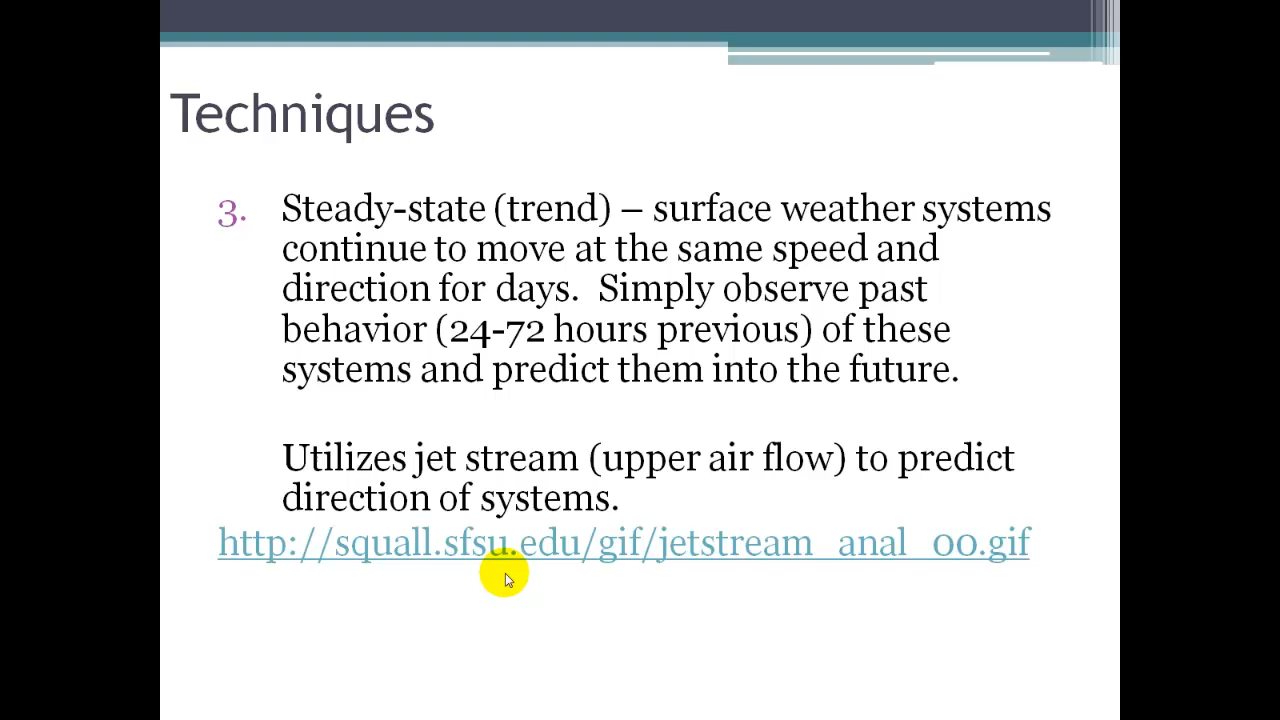 Techniques
3. Steady-state (trend) – surface weather systems
continue to move at the same speed and
direction for days.  Simply observe past
behavior (24-72 hours previous) of these
systems and predict them into the future.
Utilizes jet stream (upper air flow) to predict
direction of systems.
http://squall.sfsu.edu/gif/jetstream_anal_00.gif